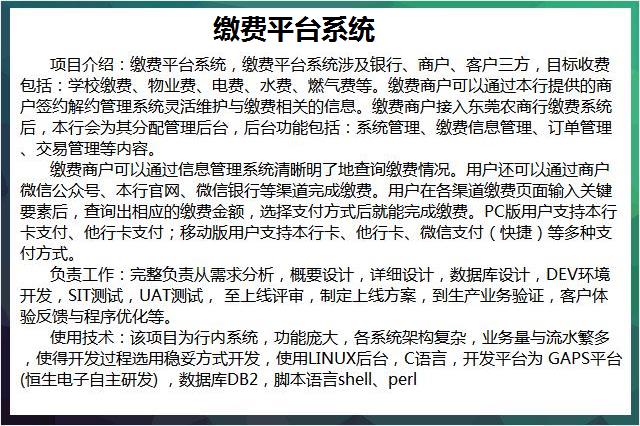 缴费平台系统
项目介绍：缴费平台系统，缴费平台系统涉及银行、商户、客户三方，目标收费
包括：学校缴费、物业费、电费、水费、燃气费等。缴费商户可以通过本行提供的商
户签约解约管理系统灵活维护与缴费相关的信息。缴费商户接入东莞农商行缴费系统
后，本行会为其分配管理后台，后台功能包括：系统管理、缴费信息管理、订单管理
、交易管理等内容。
缴费商户可以通过信息管理系统清晰明了地查询缴费情况。用户还可以通过商户
微信公众号、本行官网、微信银行等渠道完成缴费。用户在各渠道缴费页面输入关键
要素后，查询出相应的缴费金额，选择支付方式后就能完成缴费。PC版用户支持本行
卡支付、他行卡支付；移动版用户支持本行卡、他行卡、微信支付（快捷）等多种支
付方式。
负责工作：完整负责从需求分析，概要设计，详细设计，数据库设计，DEV环境
开发，SIT测试，UAT测试， 至上线评审，制定上线方案，到生产业务验证，客户体
验反馈与程序优化等。
使用技术：该项目为行内系统，功能庞大，各系统架构复杂，业务量与流水繁多
，使得开发过程选用稳妥方式开发，使用LINUX后台，C语言，开发平台为 GAPS平台
(恒生电子自主研发) ，数据库DB2，脚本语言shell、perl